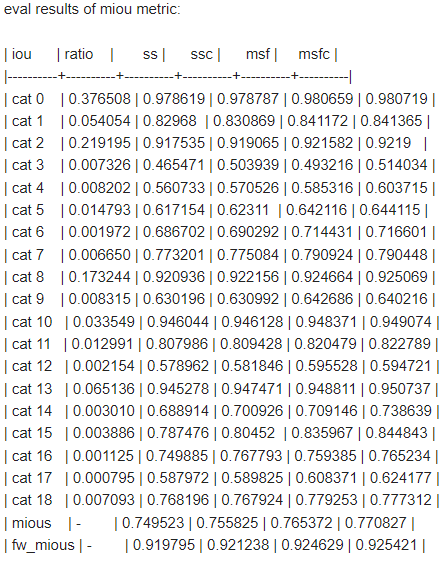 eval results of miou metric:
| iou | ratio | ss | ssc | msf | msfc |
|----------+----------+----------+----------+----------|
| cat 0 | 0.376508 | 0.978619 | 0.978787 | 0.980659 | 0.980719 |
| cat 1 | 0.054054 | 0.82968 | 0.830869 | 0.841172 | 0.841365 |
| cat 2 | 0.219195 | 0.917535 | 0.919065 | 0.921582 | 0.9219 |
| cat 3 | 0.007326 | 0.465471 | 0.503939 | 0.493216 | 0.514034 |
| cat 4 | 0.008202 | 0.560733 | 0.570526 | 0.585316 | 0.603715 |
| cat 5 | 0.014793 | 0.617154 | 0.62311 | 0.642116 | 0.644115 |
| cat 6 | 0.001972 | 0.686702 | 0.690292 | 0.714431 | 0.716601 |
| cat 7 | 0.006650 | 0.773201 | 0.775084 | 0.790924 | 0.790448 |
| cat 8 | 0.173244 | 0.920936 | 0.922156 | 0.924664 | 0.925069 |
| cat 9 | 0.008315 | 0.630196 | 0.630992 | 0.642686 | 0.640216 |
| cat 10 | 0.033549 | 0.946044 | 0.946128 | 0.948371 | 0.949074 |
| cat 11 | 0.012991 | 0.807986 | 0.809428 | 0.820479 | 0.822789 |
| cat 12 | 0.002154 | 0.578962 | 0.581846 | 0.595528 | 0.594721 |
| cat 13 | 0.065136 | 0.945278 | 0.947471 | 0.948811 | 0.950737 |
| cat 14 | 0.003010 | 0.688914 | 0.700926 | 0.709146 | 0.738639 |
| cat 15 | 0.003886 | 0.787476 | 0.80452 | 0.835967 | 0.844843 |
| cat 16 | 0.001125 | 0.749885 | 0.767793 | 0.759385 | 0.765234 |
| cat 17 | 0.000795 | 0.587972 | 0.589825 | 0.608371 | 0.624177 |
| cat 18 | 0.007093 | 0.768196 | 0.767924 | 0.779253 | 0.777312 |
| mious | - | 0.749523 | 0.755825 | 0.765372 | 0.770827 |
| fw_mious | - | 0.919795 | 0.921238 | 0.924629 | 0.925421 |